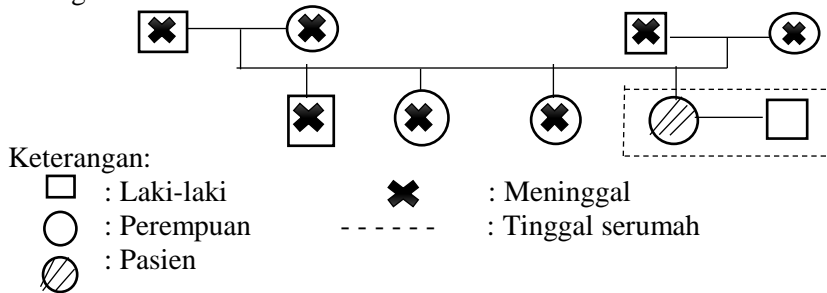 Keterangan:
: Laki-laki : Meninggal
: Perempuan : Tinggal serumah
: Pasien